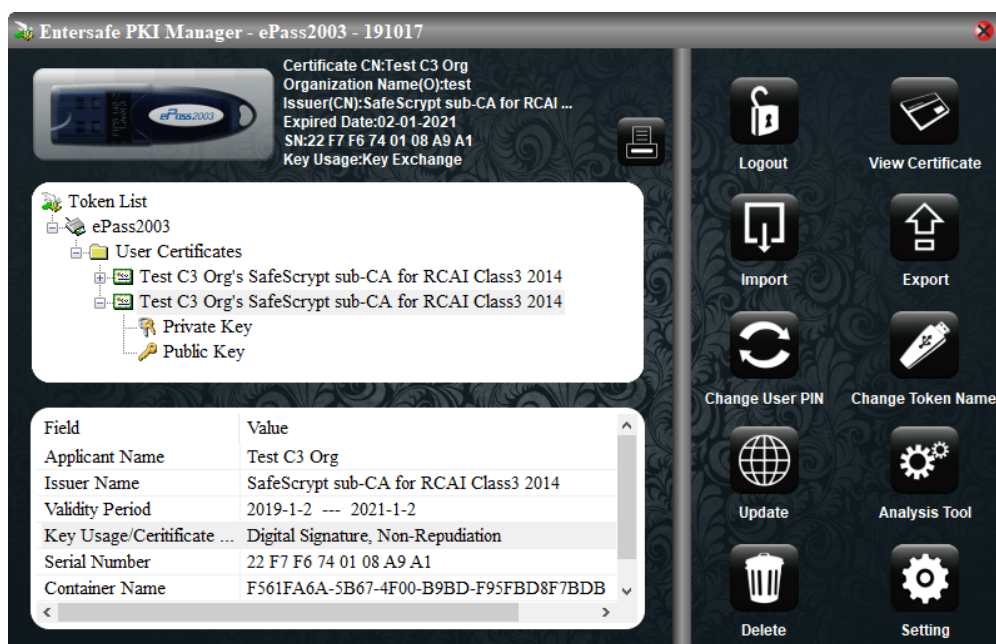 Entersafe PKI Manager - ePass2003 - 191017
Certificate CN:Test C3 Org
Organization Name(O):test
Issuer(CN):SafeScrypt sub-CA for RCAI ...
Expired Date:02-01-2021
SN:22 F7 F6 74 01 08 A9 A1
Key Usage:Key Exchange
ePass2003
Token List
ePass2003
User Certificates
Test C3 Org's SafeScrypt sub-CA for RCAI Class3 2014
Test C3 Org's SafeScrypt sub-CA for RCAI Class3 2014
Private Key
Public Key
Field Value
Applicant Name Test C3 Org
Issuer Name SafeScrypt sub-CA for RCAI Class3 2014
Validity Period 2019-1-2 --- 2021-1-2
Key Usage/Ceritificate ... Digital Signature, Non-Repudiation
Serial Number 22 F7 F6 74 01 08 A9 A1
Container Name F561FA6A-5B67-4F00-B9BD-F95FBD8F7BDB
Logout View Certificate
Import Export
Change User PIN Change Token Name
Update Analysis Tool
Delete Setting